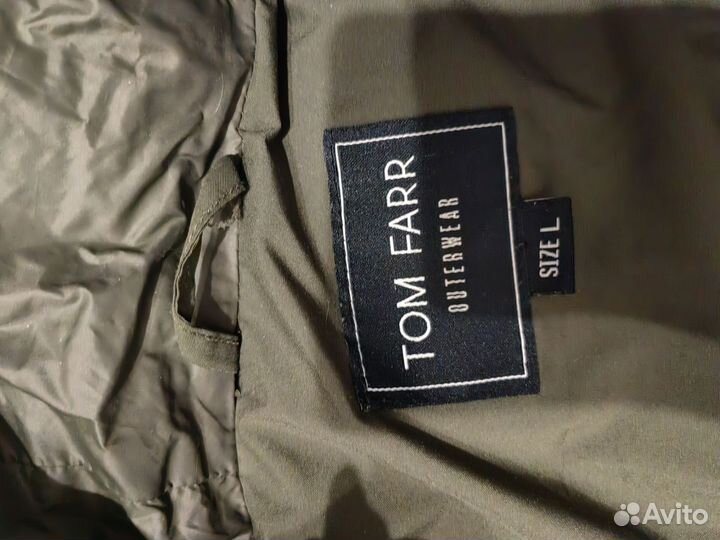 TOM FARR
OUTERWEAR
SIZE L
Avito